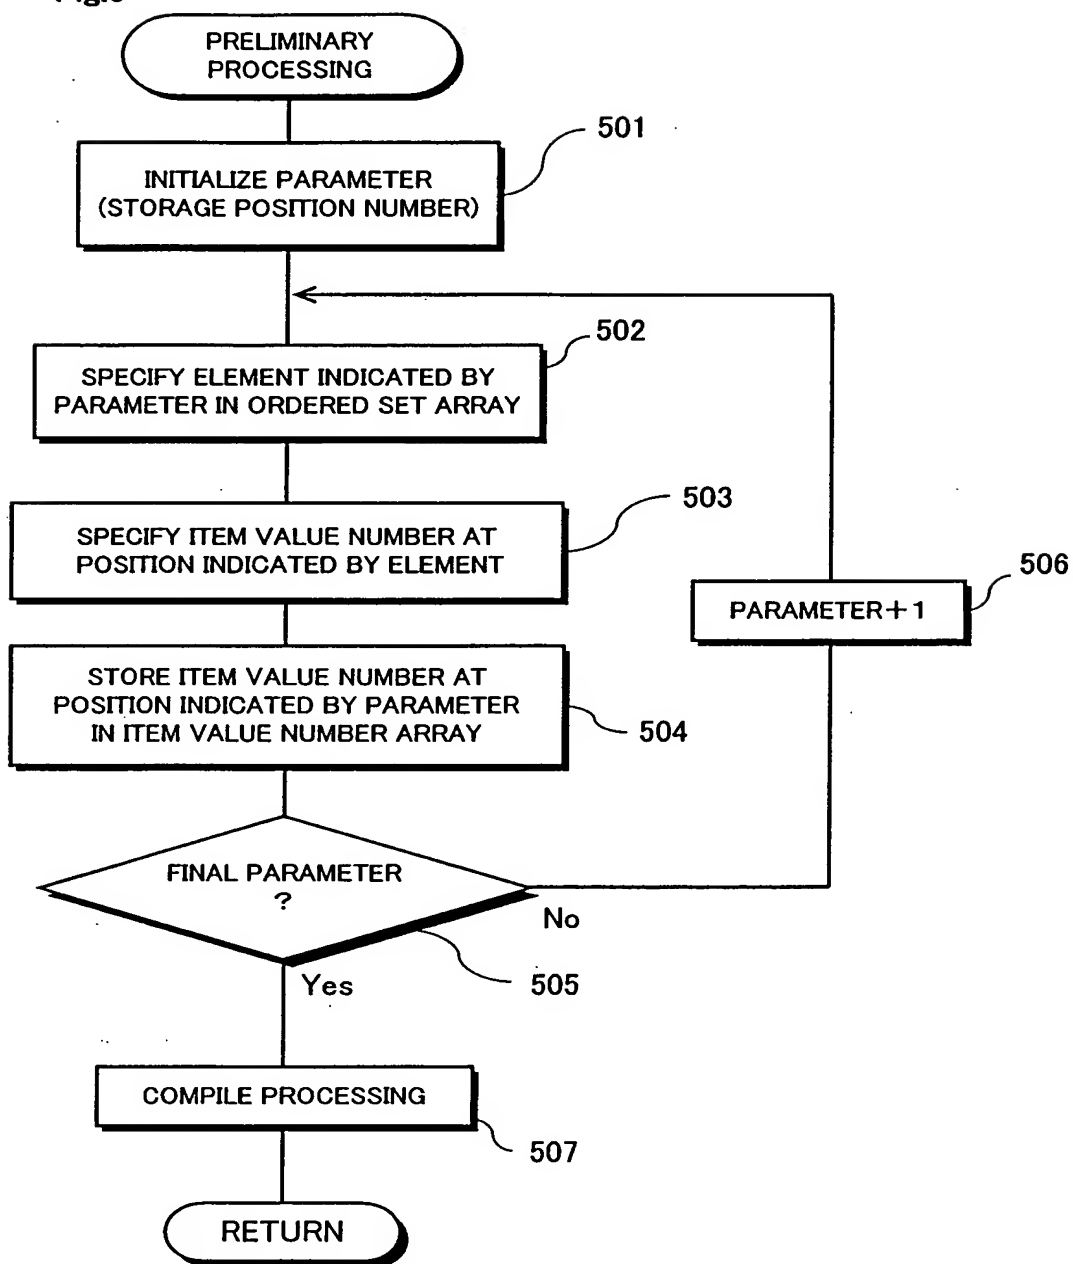 PRELIMINARY
PROCESSING
501
INITIALIZE PARAMETER
(STORAGE POSITION NUMBER)
502
SPECIFY ELEMENT INDICATED BY
PARAMETER IN ORDERED SET ARRAY
503
SPECIFY ITEM VALUE NUMBER AT
POSITION INDICATED BY ELEMENT
506
PARAMETER+1
STORE ITEM VALUE NUMBER AT
POSITION INDICATED BY PARAMETER
IN ITEM VALUE NUMBER ARRAY
504
FINAL PARAMETER
?
No
Yes
505
COMPILE PROCESSING
507
RETURN